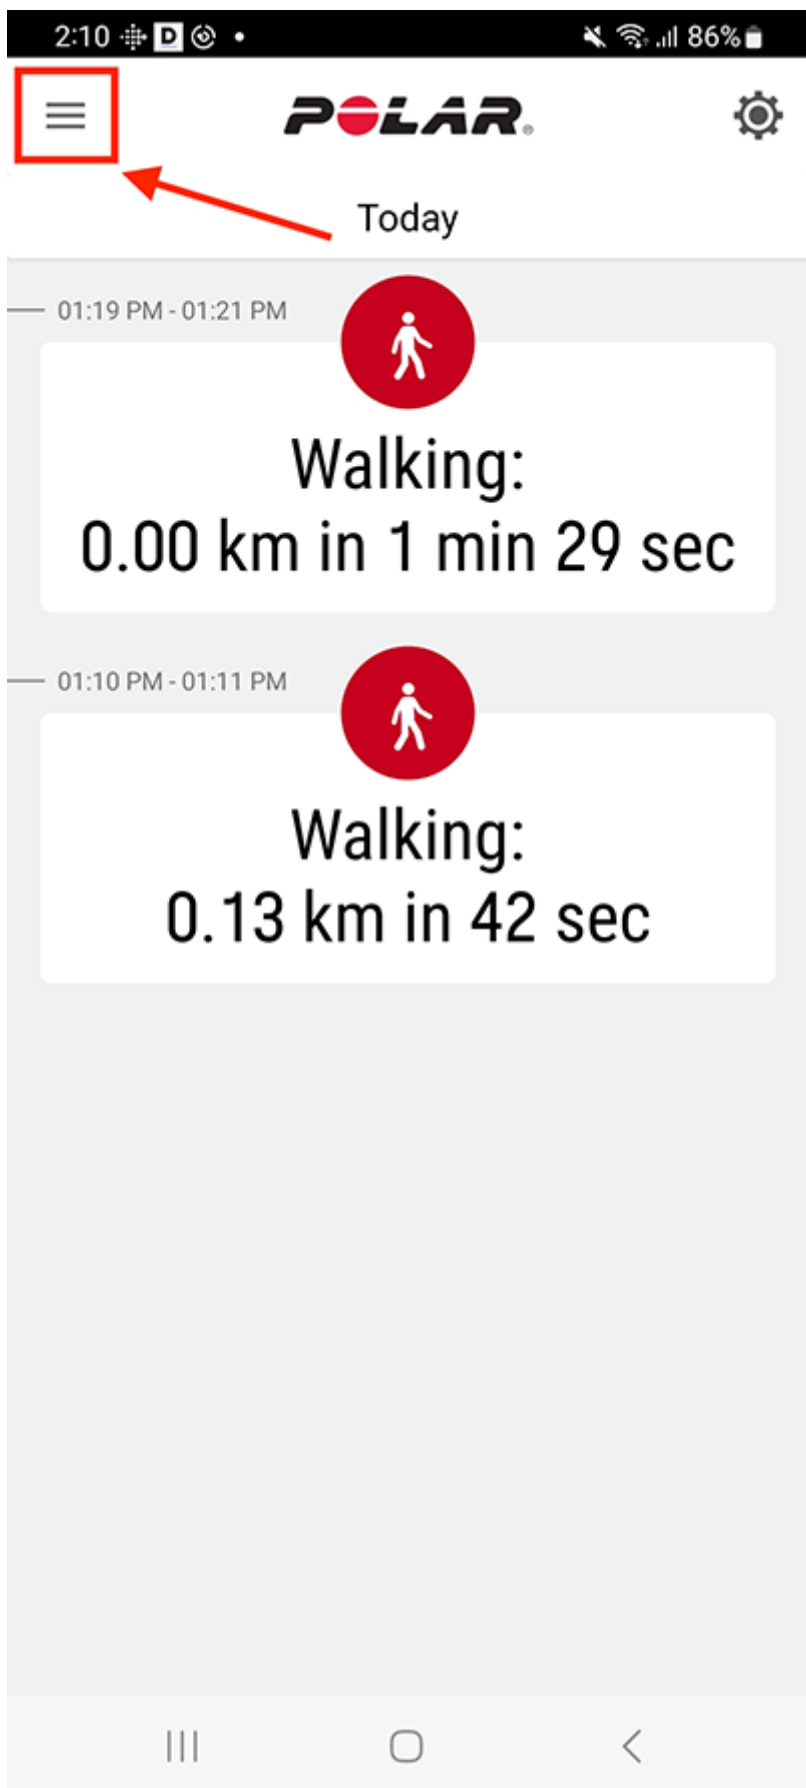 2:10 D 86%
POLAR®
Today
01:19 PM - 01:21 PM
Walking:
0.00 km in 1 min 29 sec
01:10 PM - 01:11 PM
Walking:
0.13 km in 42 sec